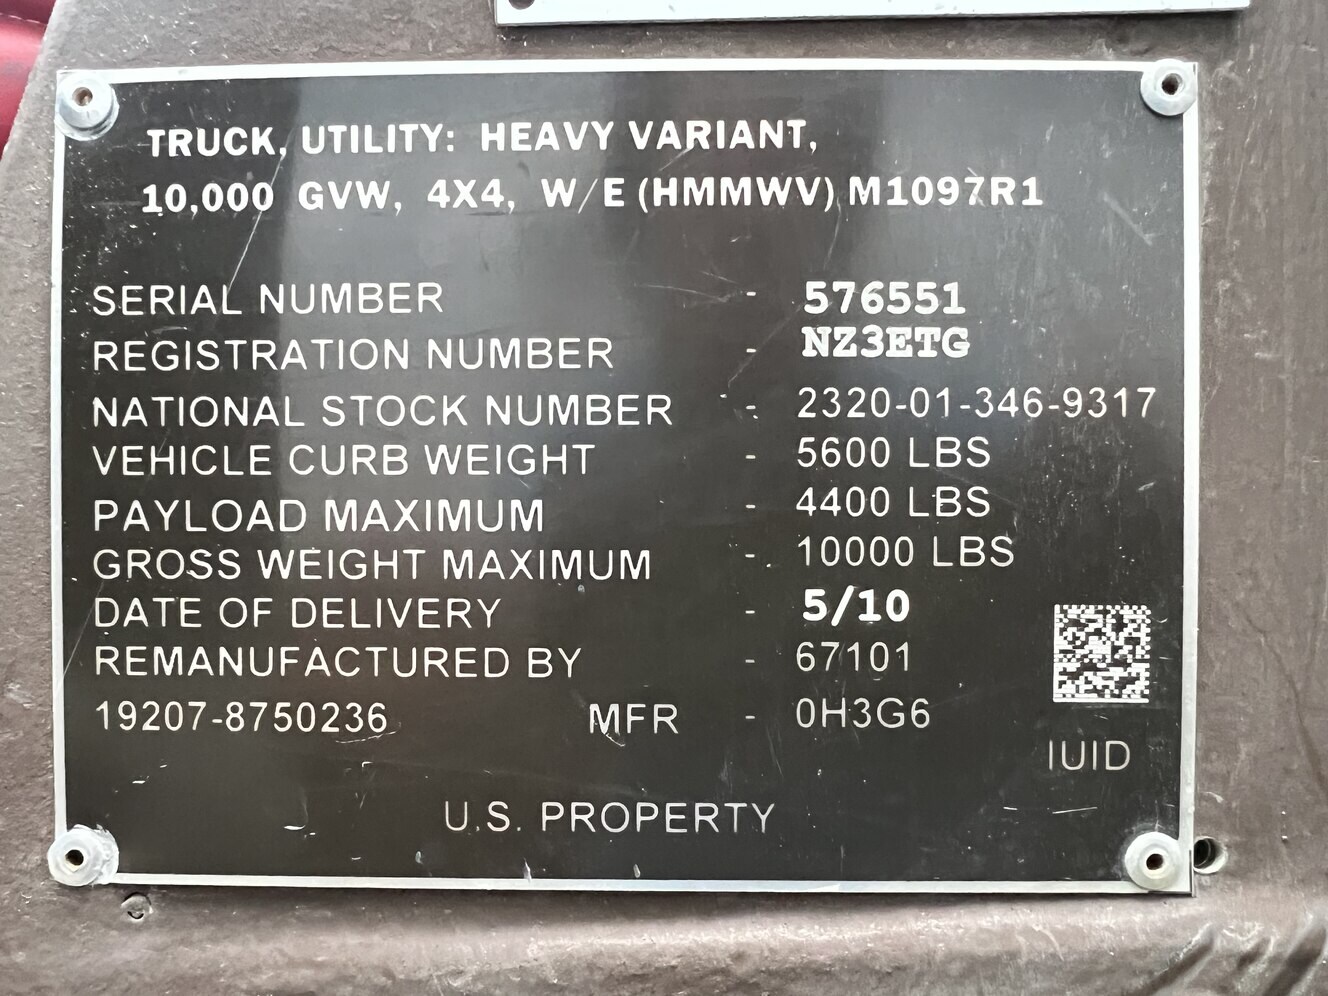 TRUCK, UTILITY: HEAVY VARIANT,
10,000 GVW, 4X4, W/E (HMMWV) M1097R1
SERIAL NUMBER - 576551
REGISTRATION NUMBER - NZ3ETG
NATIONAL STOCK NUMBER - 2320-01-346-9317
VEHICLE CURB WEIGHT - 5600 LBS
PAYLOAD MAXIMUM - 4400 LBS
GROSS WEIGHT MAXIMUM - 10000 LBS
DATE OF DELIVERY - 5/10
REMANUFACTURED BY - 67101
19207-8750236 MFR - 0H3G6
IUID
U.S. PROPERTY